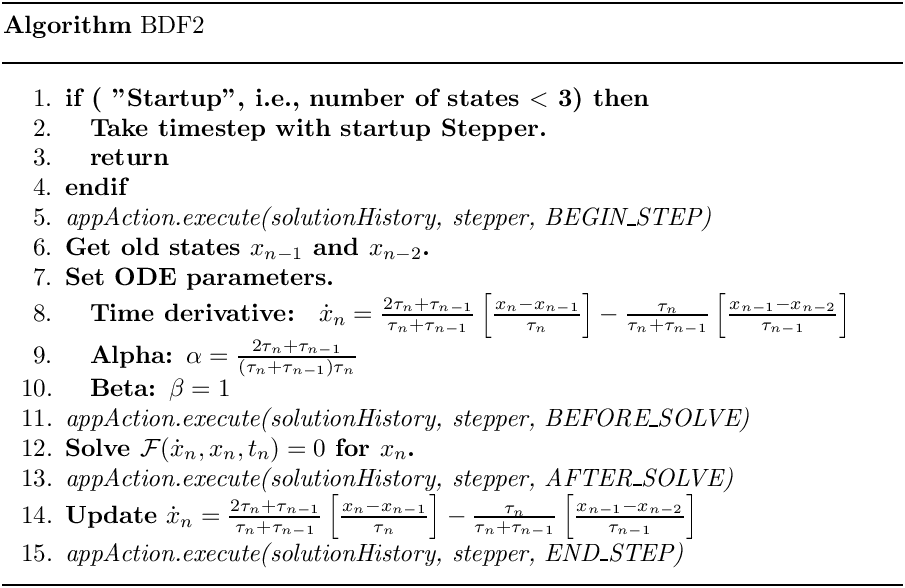 Algorithm BDF2
1. if ( ”Startup”, i.e., number of states < 3) then
2. Take timestep with startup Stepper.
3. return
4. endif
5. appAction.execute(solutionHistory, stepper, BEGIN_STEP)
6. Get old states $x_{n-1}$ and $x_{n-2}$.
7. Set ODE parameters.
8. Time derivative: $\dot{x}_n = \frac{2\tau_n+\tau_{n-1}}{\tau_n+\tau_{n-1}} \left[ \frac{x_n-x_{n-1}}{\tau_n} \right] - \frac{\tau_n}{\tau_n+\tau_{n-1}} \left[ \frac{x_{n-1}-x_{n-2}}{\tau_{n-1}} \right]$
9. Alpha: $\alpha = \frac{2\tau_n+\tau_{n-1}}{(\tau_n+\tau_{n-1})\tau_n}$
10. Beta: $\beta = 1$
11. appAction.execute(solutionHistory, stepper, BEFORE_SOLVE)
12. Solve $\mathcal{F}(\dot{x}_n, x_n, t_n) = 0$ for $x_n$.
13. appAction.execute(solutionHistory, stepper, AFTER_SOLVE)
14. Update $\dot{x}_n = \frac{2\tau_n+\tau_{n-1}}{\tau_n+\tau_{n-1}} \left[ \frac{x_n-x_{n-1}}{\tau_n} \right] - \frac{\tau_n}{\tau_n+\tau_{n-1}} \left[ \frac{x_{n-1}-x_{n-2}}{\tau_{n-1}} \right]$
15. appAction.execute(solutionHistory, stepper, END_STEP)